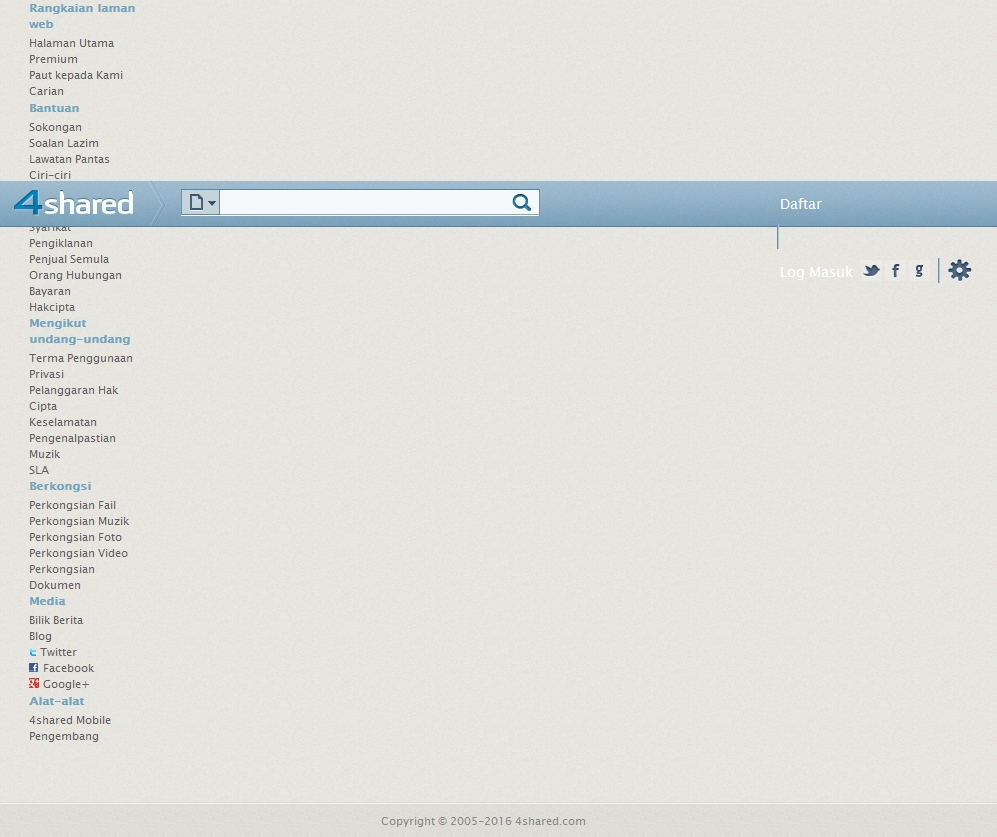 Rangkaian laman
web
Halaman Utama
Premium
Paut kepada Kami
Carian
Bantuan
Sokongan
Soalan Lazim
Lawatan Pantas
Ciri-ciri
4shared
Daftar
Syarikat
Pengiklanan
Penjual Semula
Orang Hubungan
Log Masuk
Bayaran
Hakcipta
Mengikut
undang-undang
Terma Penggunaan
Privasi
Pelanggaran Hak
Cipta
Keselamatan
Pengenalpastian
Muzik
SLA
Berkongsi
Perkongsian Fail
Perkongsian Muzik
Perkongsian Foto
Perkongsian Video
Perkongsian
Dokumen
Media
Bilik Berita
Blog
Twitter
Facebook
Google+
Alat-alat
4shared Mobile
Pengembang
Copyright © 2005-2016 4shared.com